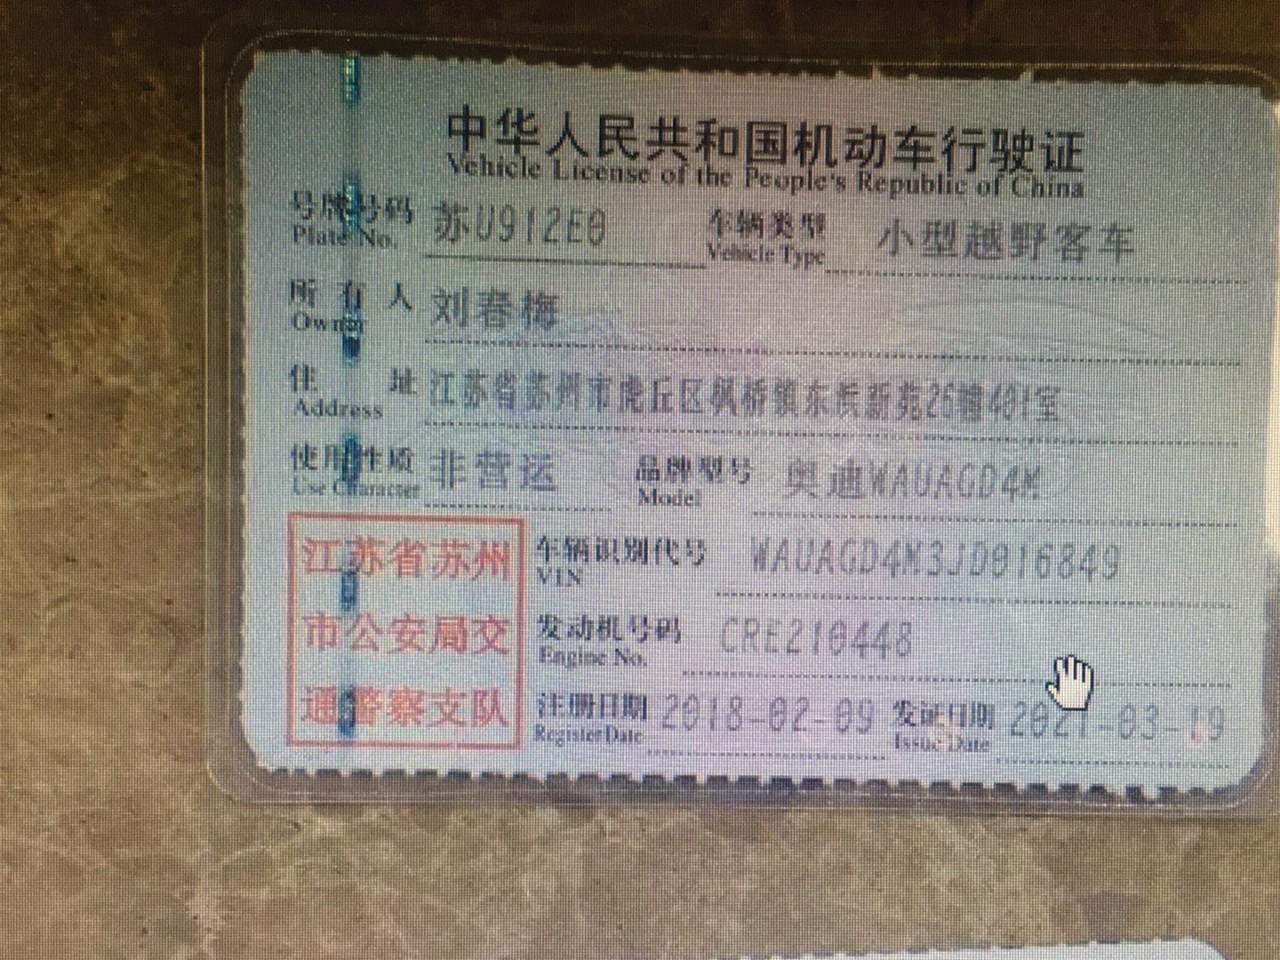 中华人民共和国机动车行驶证
Vehicle License of the People's Republic of China
号牌号码 苏U912E0 车辆类型 小型越野客车
Plate No. Vehicle Type
所有人 刘春梅
Owner
住址 江苏省苏州市虎丘区枫桥镇东浜新苑26幢401室
Address
使用性质 非营运 品牌型号 奥迪WAUAGD4M
Use Character Model
江苏省苏州
市公安局交
通警察支队
车辆识别代号 WAUAGD4M3JD016849
VIN
发动机号码 CRE210448
Engine No.
注册日期 2018-02-09 发证日期 2021-03-19
Register Date Issue Date